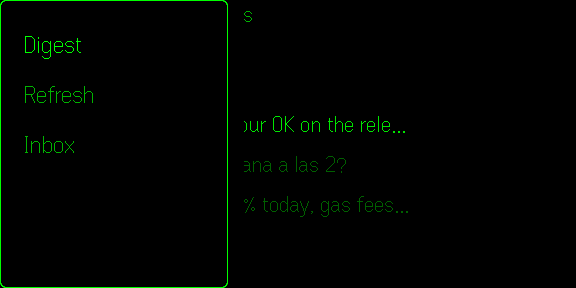 Digest
Refresh
Inbox
s
our OK on the rele...
ana a las 2?
% today, gas fees...